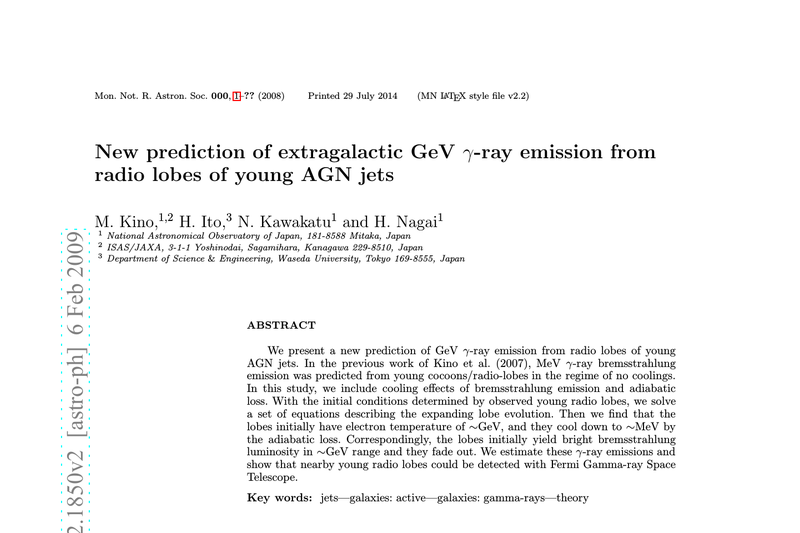 Mon. Not. R. Astron. Soc. 000, 1–?? (2008) Printed 29 July 2014 (MN LATEX style file v2.2)
New prediction of extragalactic GeV γ-ray emission from
radio lobes of young AGN jets
M. Kino,1,2 H. Ito,3 N. Kawakatu1 and H. Nagai1
1 National Astronomical Observatory of Japan, 181-8588 Mitaka, Japan
2 ISAS/JAXA, 3-1-1 Yoshinodai, Sagamihara, Kanagawa 229-8510, Japan
3 Department of Science & Engineering, Waseda University, Tokyo 169-8555, Japan
2.1850v2 [astro-ph] 6 Feb 2009
ABSTRACT
We present a new prediction of GeV γ-ray emission from radio lobes of young
AGN jets. In the previous work of Kino et al. (2007), MeV γ-ray bremsstrahlung
emission was predicted from young cocoons/radio-lobes in the regime of no coolings.
In this study, we include cooling effects of bremsstrahlung emission and adiabatic
loss. With the initial conditions determined by observed young radio lobes, we solve
a set of equations describing the expanding lobe evolution. Then we find that the
lobes initially have electron temperature of ∼GeV, and they cool down to ∼MeV by
the adiabatic loss. Correspondingly, the lobes initially yield bright bremsstrahlung
luminosity in ∼GeV range and they fade out. We estimate these γ-ray emissions and
show that nearby young radio lobes could be detected with Fermi Gamma-ray Space
Telescope.
Key words: jets—galaxies: active—galaxies: gamma-rays—theory